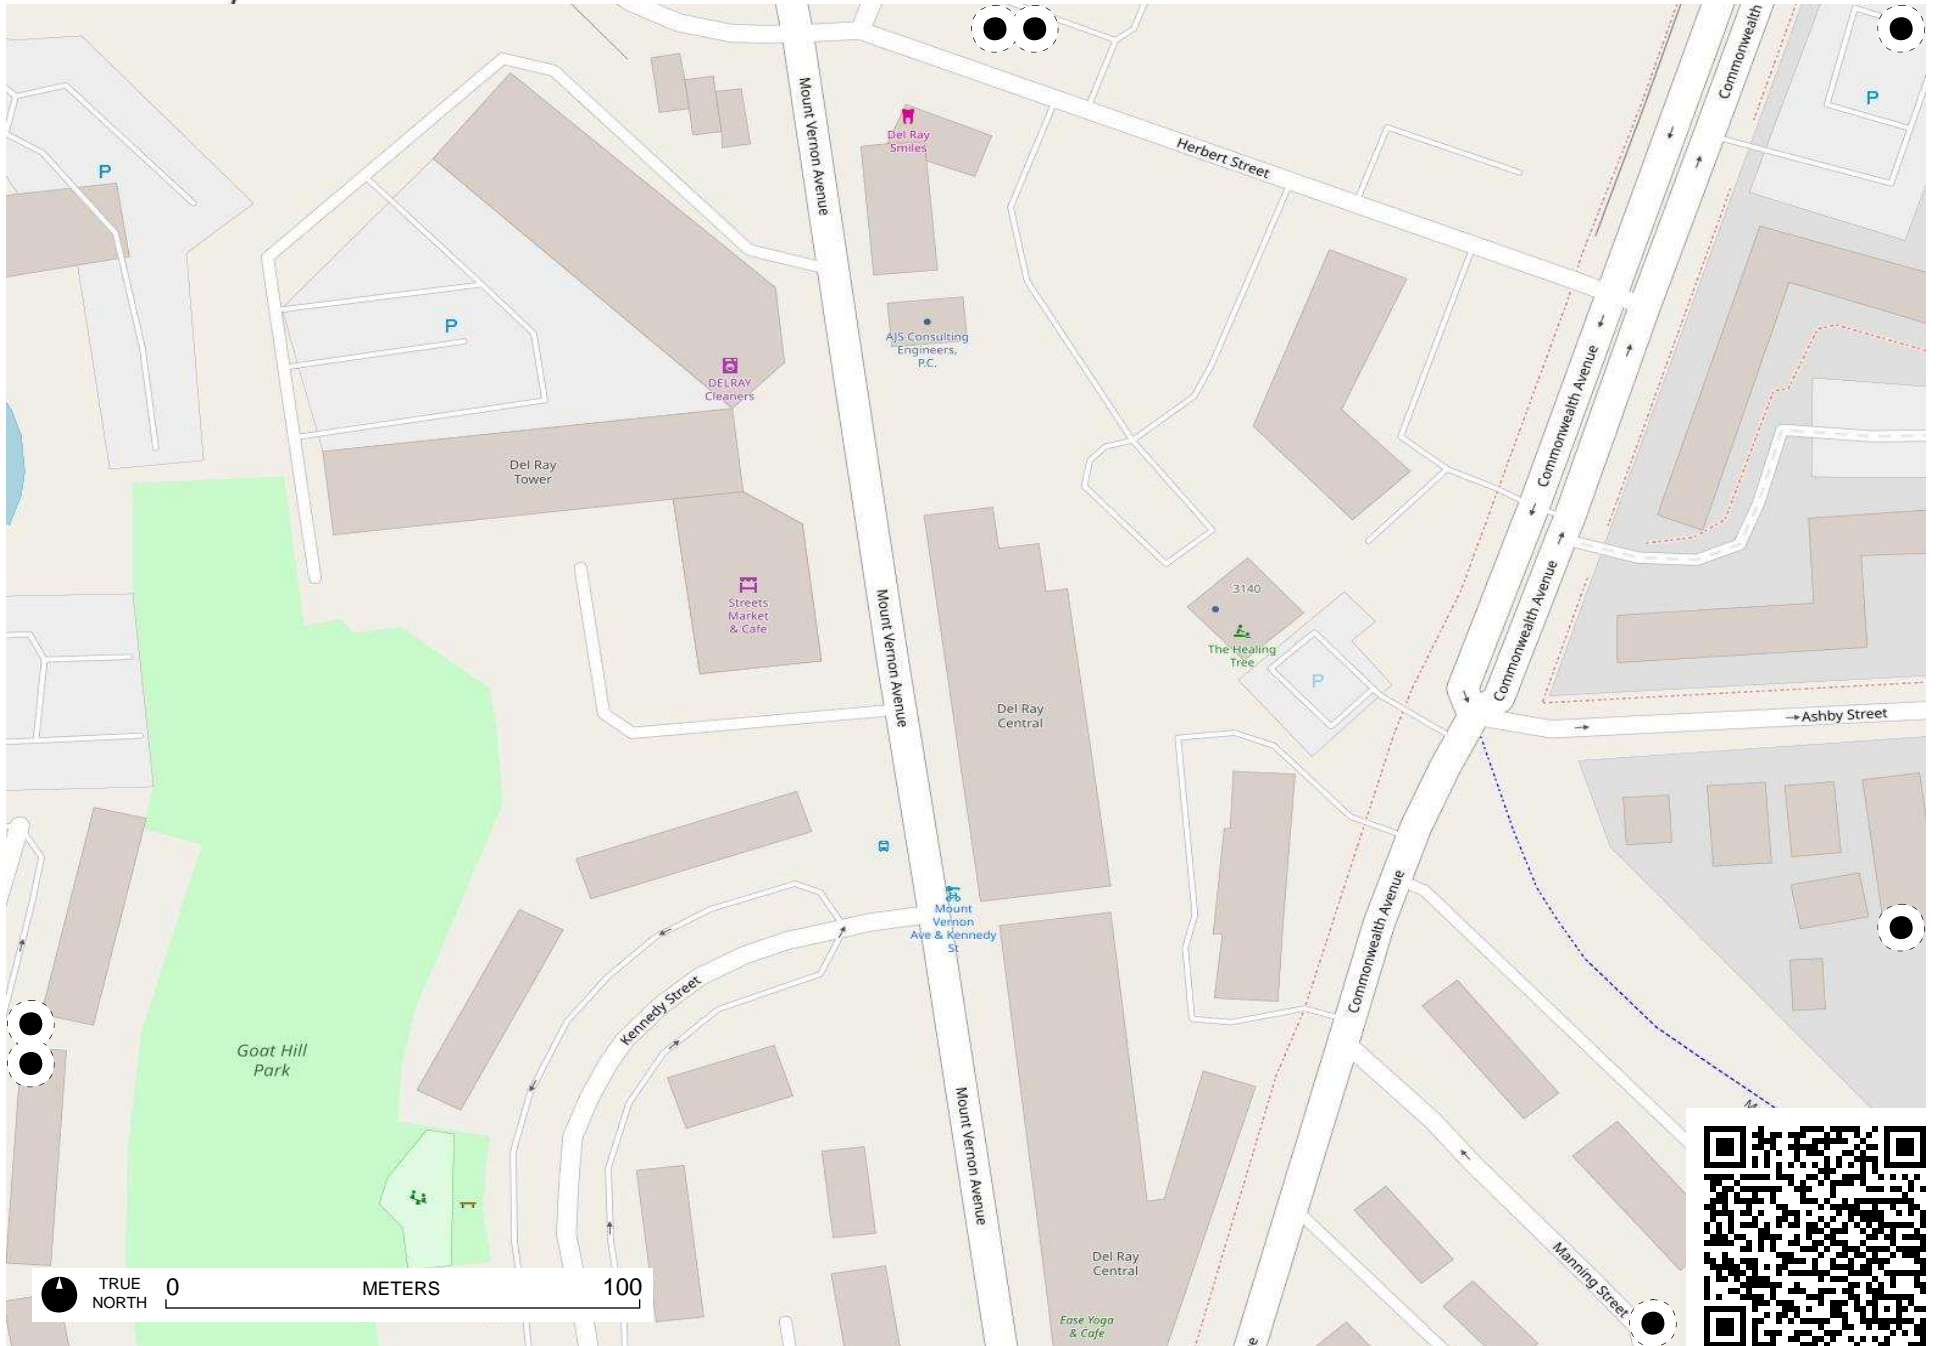 Commonwealth
Commonwealth
P
P
Mount Vernon Avenue
Del Ray
Smiles
Herbert Street
P
AJS Consulting
Engineers,
P.C.
DELRAY
Cleaners
Commonwealth Avenue
Del Ray
Tower
Streets
Market
& Cafe
Mount Vernon Avenue
3140
The Healing
Tree
P
Commonwealth Avenue
Del Ray
Central
Ashby Street
Mount
Vernon
Ave & Kennedy
St
Commonwealth Avenue
Kennedy Street
Goat Hill
Park
Mount Vernon Avenue
M
Del Ray
Central
Manning Street
Ease Yoga
& Cafe
e
TRUE
NORTH
0 METERS 100